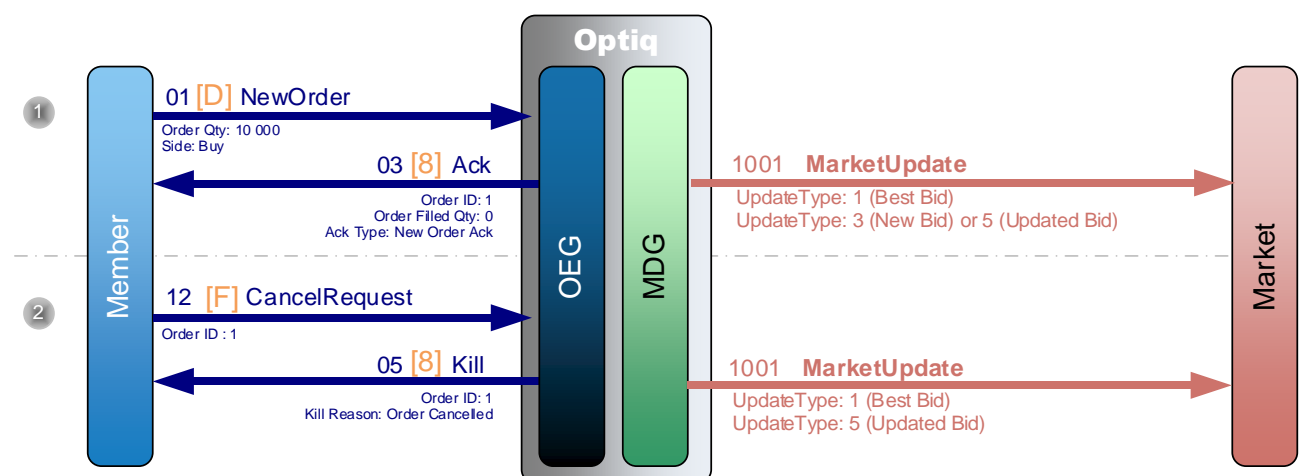 Optiq
1
01 [D] NewOrder
Order Qty: 10 000
Side: Buy
03 [8] Ack
Order ID: 1
Order Filled Qty: 0
Ack Type: New Order Ack
1001 MarketUpdate
UpdateType: 1 (Best Bid)
UpdateType: 3 (New Bid) or 5 (Updated Bid)
Member
OEG
MDG
Market
2
12 [F] CancelRequest
Order ID : 1
05 [8] Kill
Order ID: 1
Kill Reason: Order Cancelled
1001 MarketUpdate
UpdateType: 1 (Best Bid)
UpdateType: 5 (Updated Bid)